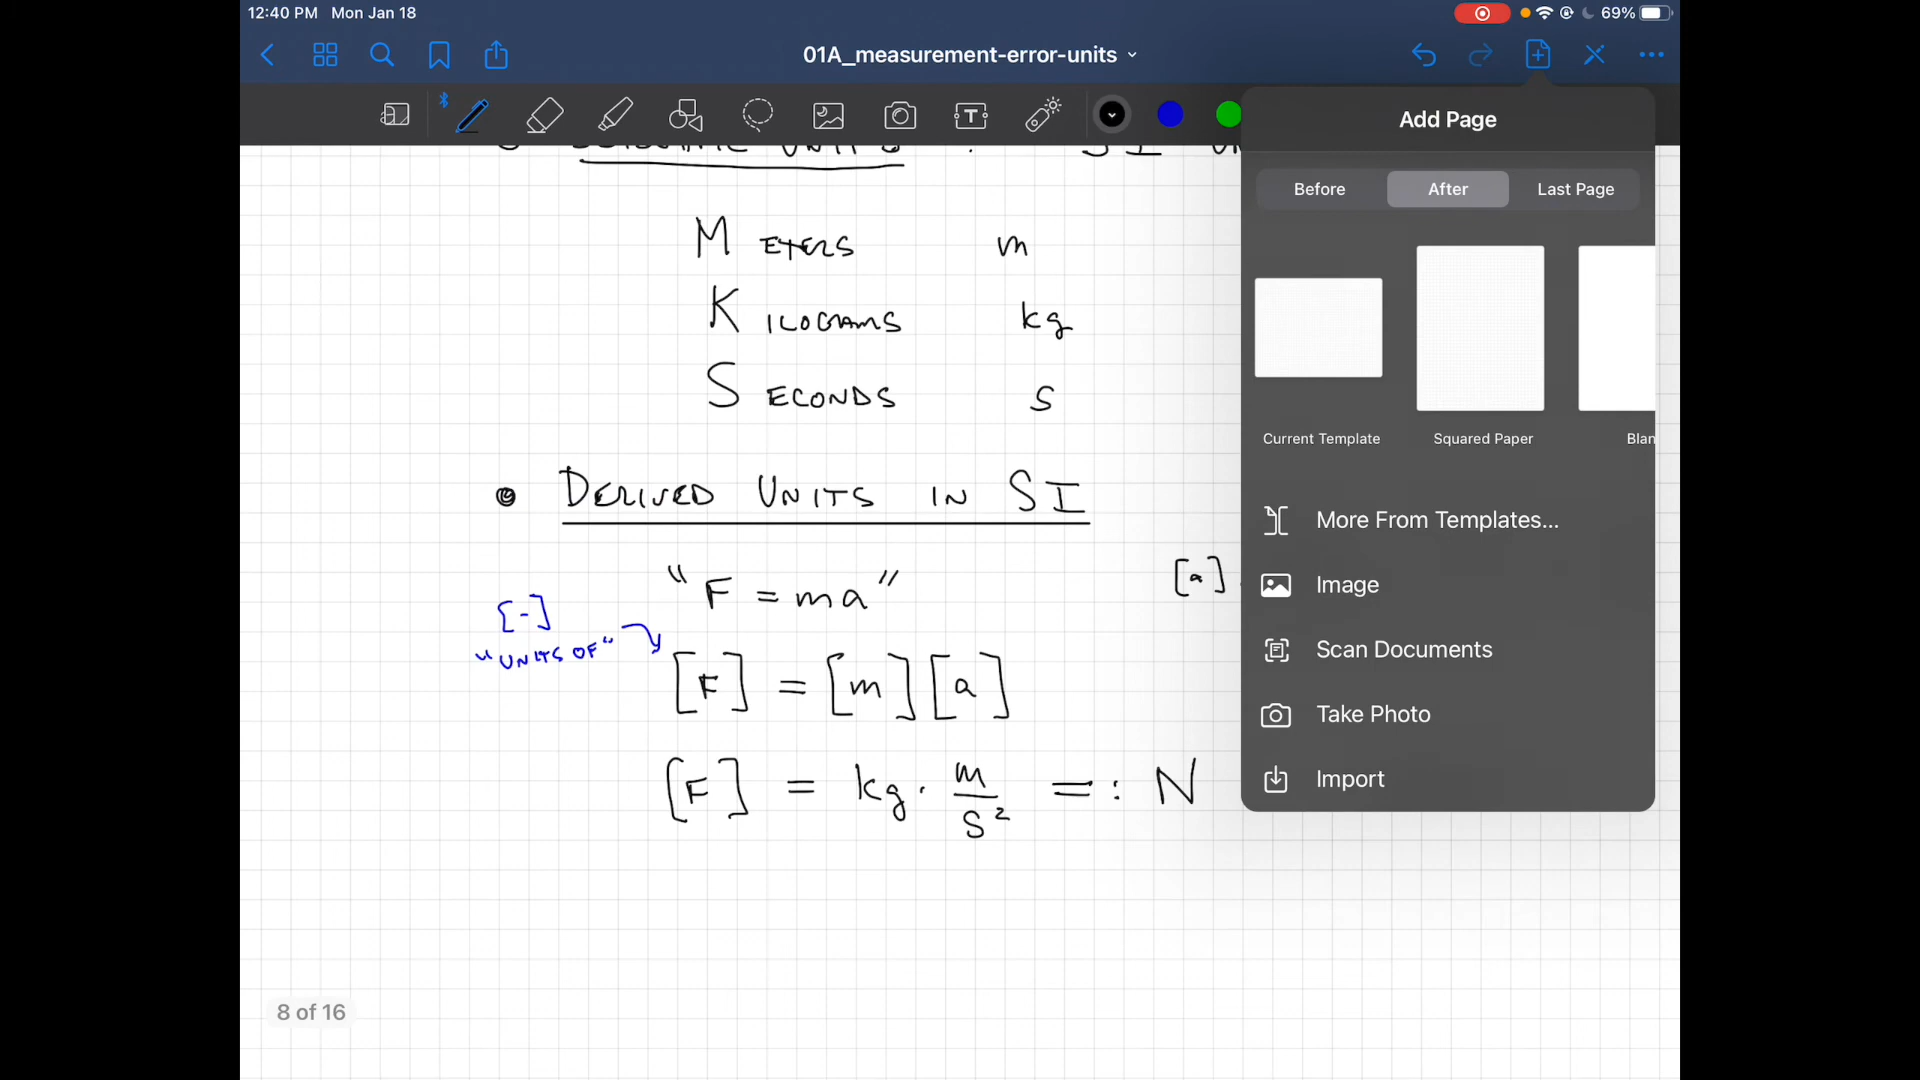 12:40 PM Mon Jan 18
69%
01A_measurement-error-units
Add Page
Before After Last Page
SI
METERS m
KILOGRAMS kg
SECONDS s
Current Template Squared Paper Blan
DERIVED UNITS IN SI
More From Templates...
"F = ma"
[a]
Image
[-]
"UNITS OF"
Scan Documents
[F] = [m][a]
Take Photo
[F] = kg · m/s² =: N
Import
8 of 16